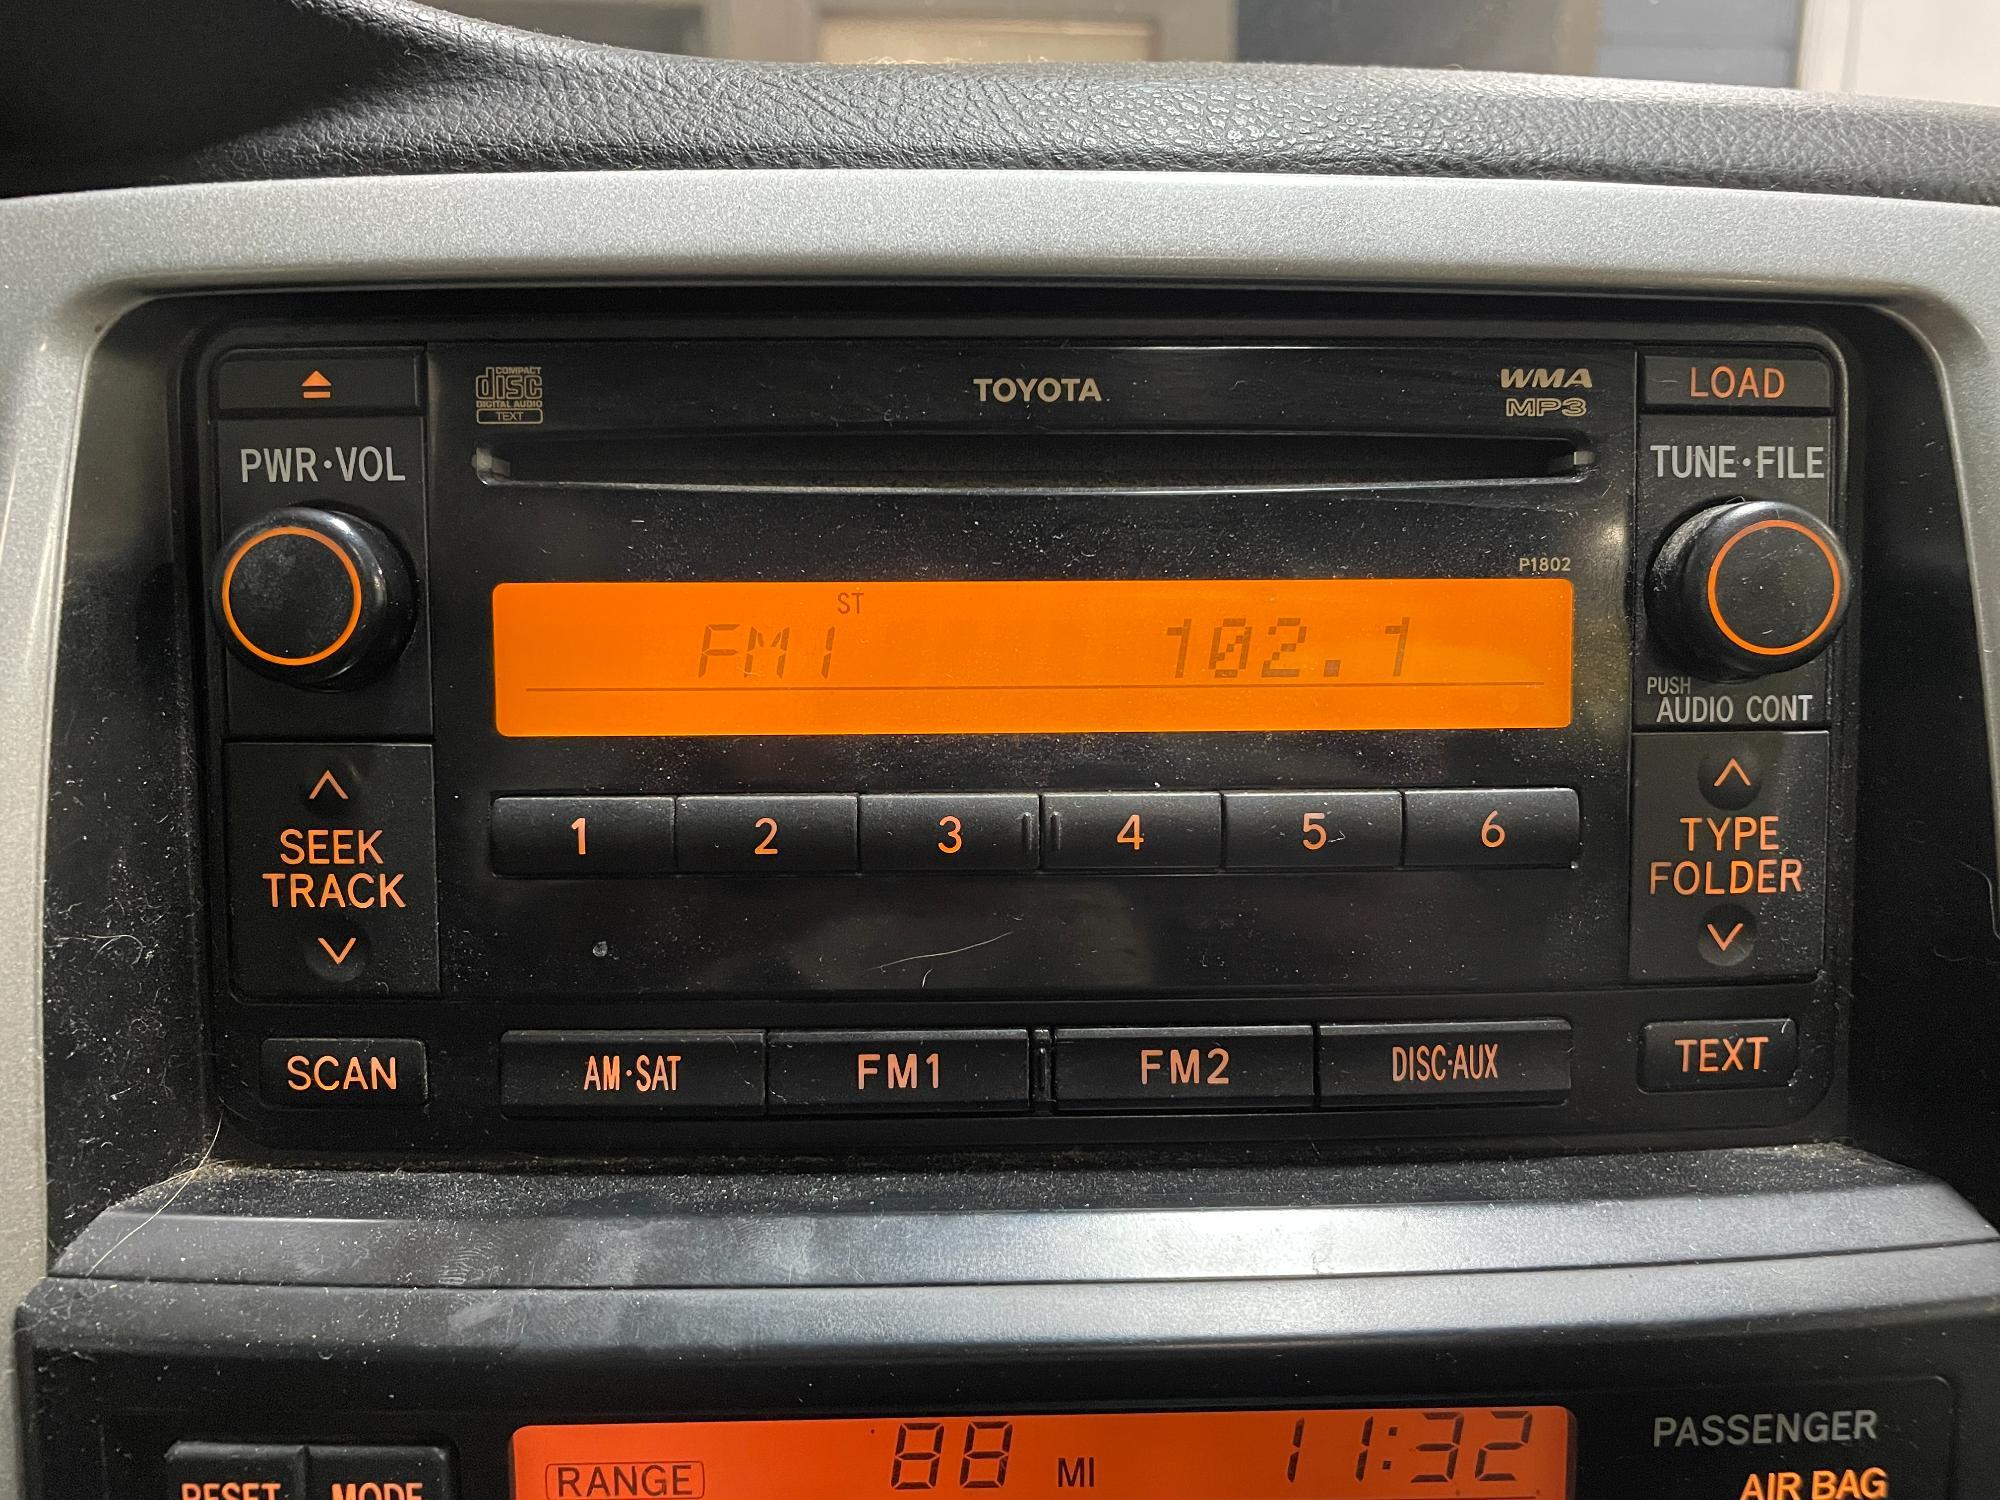 COMPACT
disc
DIGITAL AUDIO
TEXT
TOYOTA
WMA
MP3
LOAD
PWR·VOL
TUNE·FILE
P1802
ST
FM1
102.1
PUSH
AUDIO CONT
1
2
3
4
5
6
SEEK
TRACK
TYPE
FOLDER
SCAN
AM·SAT
FM1
FM2
DISC·AUX
TEXT
RESET
MODE
RANGE
88 MI
11:32
PASSENGER
AIR BAG